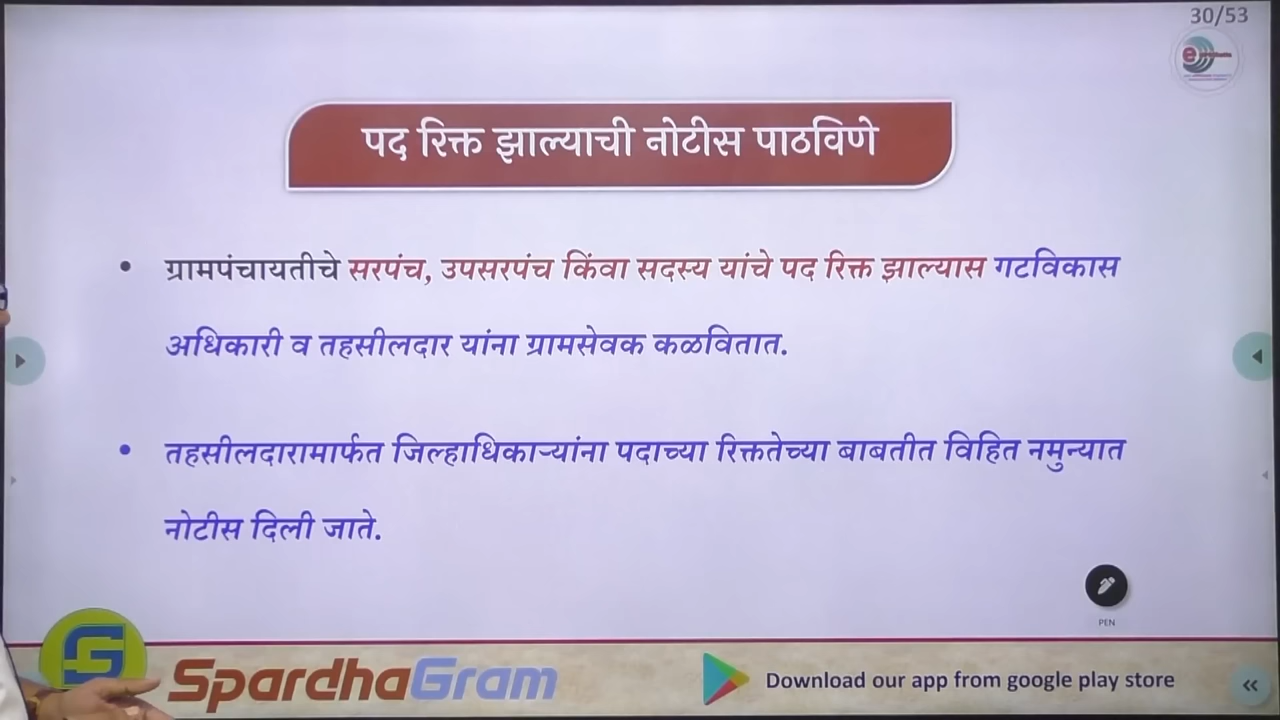 30/53
पद रिक्त झाल्याची नोटीस पाठविणे
• ग्रामपंचायतीचे सरपंच, उपसरपंच किंवा सदस्य यांचे पद रिक्त झाल्यास गटविकास
अधिकारी व तहसीलदार यांना ग्रामसेवक कळवितात.
• तहसीलदारामार्फत जिल्हाधिकाऱ्यांना पदाच्या रिक्ततेच्या बाबतीत विहित नमुन्यात
नोटीस दिली जाते.
PEN
SpardhaGram
Download our app from google play store